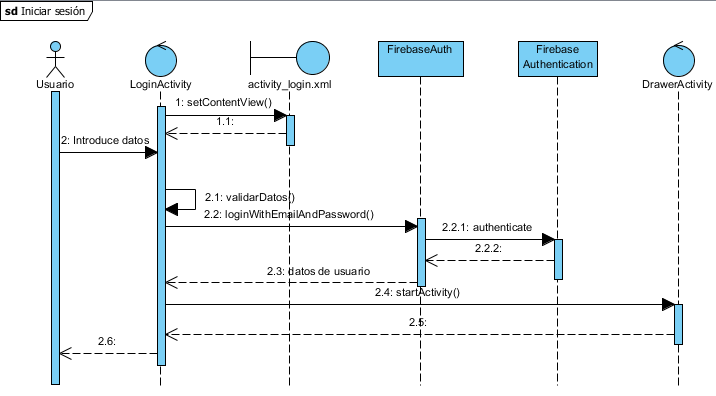 sd Iniciar sesión
Usuario
LoginActivity
activity_login.xml
FirebaseAuth
Firebase
Authentication
DrawerActivity
1: setContentView()
1.1:
2: Introduce datos
2.1: validarDatos()
2.2: loginWithEmailAndPassword()
2.2.1: authenticate
2.2.2:
2.3: datos de usuario
2.4: startActivity()
2.5:
2.6: